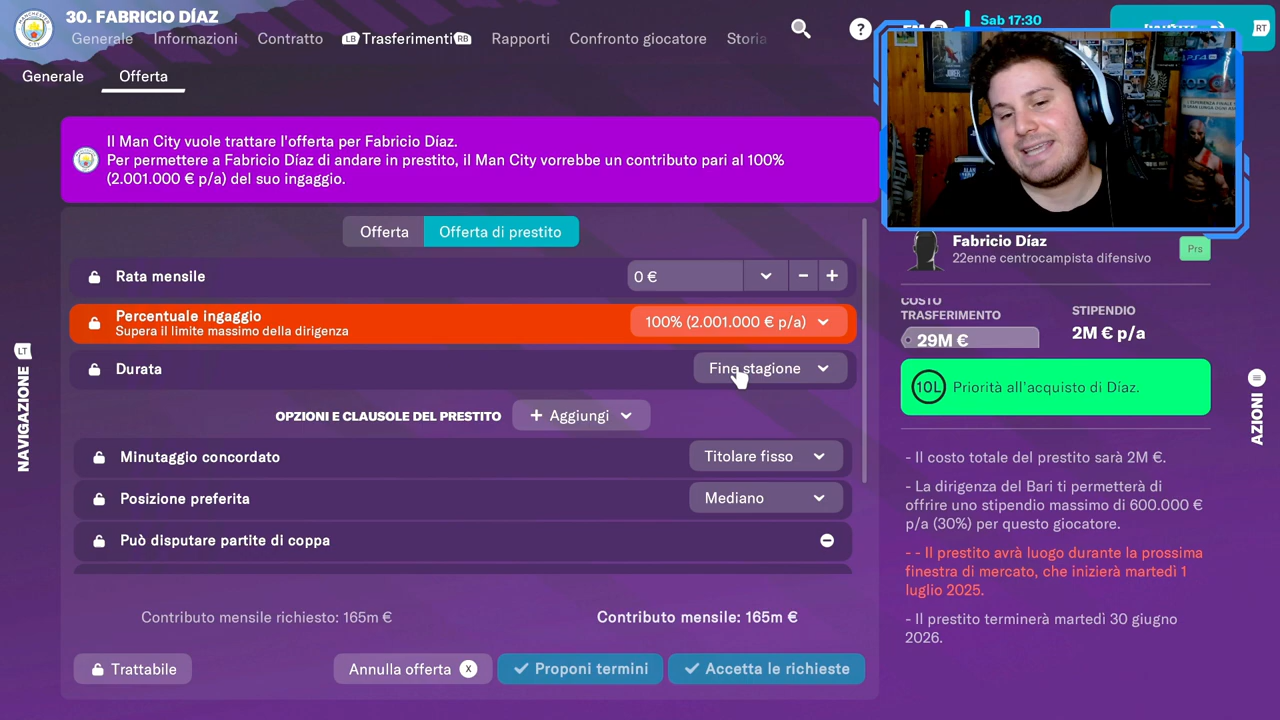 30. FABRICIO DÍAZ
Generale Informazioni Contratto LB Trasferimenti RB Rapporti Confronto giocatore Storia
?
Sab 17:30
RT
Generale Offerta
MANCHESTER CITY
Il Man City vuole trattare l'offerta per Fabricio Díaz.
Per permettere a Fabricio Díaz di andare in prestito, il Man City vorrebbe un contributo pari al 100%
(2.001.000 € p/a) del suo ingaggio.
Offerta Offerta di prestito
Rata mensile 0 € − +
Percentuale ingaggio 100% (2.001.000 € p/a)
Supera il limite massimo della dirigenza
Durata Fine stagione
OPZIONI E CLAUSOLE DEL PRESTITO + Aggiungi
Minutaggio concordato Titolare fisso
Posizione preferita Mediano
Può disputare partite di coppa
Contributo mensile richiesto: 165m € Contributo mensile: 165m €
Trattabile Annulla offerta X Proponi termini Accetta le richieste
LT
NAVIGAZIONE
JOKER
PS4
Fabricio Díaz
22enne centrocampista difensivo
Prs
COSTO TRASFERIMENTO
29M €
STIPENDIO
2M € p/a
10L Priorità all'acquisto di Díaz.
- Il costo totale del prestito sarà 2M €.
- La dirigenza del Bari ti permetterà di
offrire uno stipendio massimo di 600.000 €
p/a (30%) per questo giocatore.
- - Il prestito avrà luogo durante la prossima
finestra di mercato, che inizierà martedì 1
luglio 2025.
- Il prestito terminerà martedì 30 giugno
2026.
AZIONI